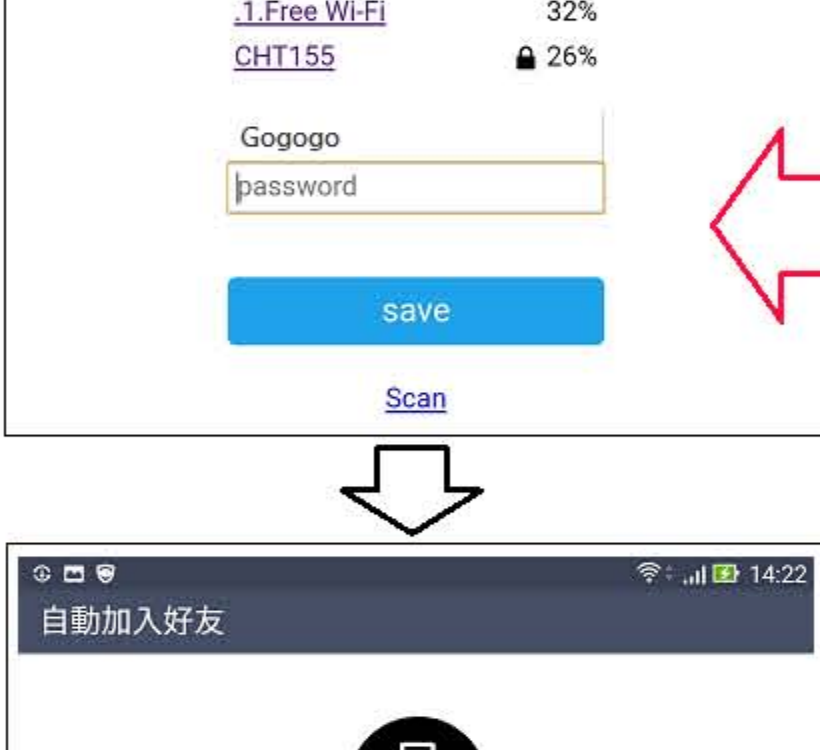 .1.Free Wi-Fi 32%
CHT155 26%
Gogogo
password
save
Scan
14:22
自動加入好友